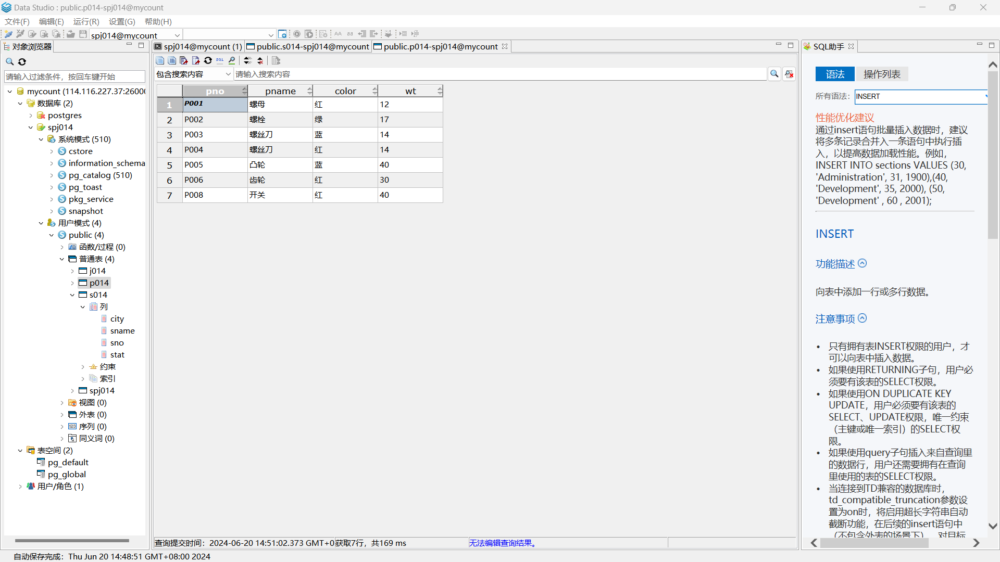 Data Studio : public.p014-spj014@mycount
文件(F) 编辑(E) 运行(R) 设置(G) 帮助(H)
spj014@mycount
对象浏览器
请输入过滤条件，按回车键开始
mycount (114.116.227.37:2600
数据库 (2)
postgres
spj014
系统模式 (510)
cstore
information_schema
pg_catalog (510)
pg_toast
pkg_service
snapshot
用户模式 (4)
public (4)
函数/过程 (0)
普通表 (4)
j014
p014
s014
列
city
sname
sno
stat
约束
索引
spj014
视图 (0)
外表 (0)
序列 (0)
同义词 (0)
表空间 (2)
pg_default
pg_global
用户/角色 (1)
spj014@mycount (1) public.s014-spj014@mycount public.p014-spj014@mycount
包含搜索内容 请输入搜索内容
pno pname color wt
1 P001 螺母 红 12
2 P002 螺栓 绿 17
3 P003 螺丝刀 蓝 14
4 P004 螺丝刀 红 14
5 P005 凸轮 蓝 40
6 P006 齿轮 红 30
7 P008 开关 红 40
查询提交时间：2024-06-20 14:51:02.373 GMT+0 获取7行，共169 ms 无法编辑查询结果。
SQL助手
语法 操作列表
所有语法: INSERT
性能优化建议
通过insert语句批量插入数据时，建议
将多条记录合并入一条语句中执行插
入，以提高数据加载性能。例如，
INSERT INTO sections VALUES (30,
'Administration', 31, 1900),(40,
'Development', 35, 2000), (50,
'Development' , 60 , 2001);
INSERT
功能描述
向表中添加一行或多行数据。
注意事项
• 只有拥有表INSERT权限的用户，才
可以向表中插入数据。
• 如果使用RETURNING子句，用户必
须要有该表的SELECT权限。
• 如果使用ON DUPLICATE KEY
UPDATE，用户必须要有该表的
SELECT、UPDATE权限，唯一约束
（主键或唯一索引）的SELECT权
限。
• 如果使用query子句插入来自查询里
的数据行，用户还需要拥有在查询
里使用的表的SELECT权限。
• 当连接到TD兼容的数据库时，
td_compatible_truncation参数设
置为on时，将启用超长字符串自动
截断功能，在后续的insert语句中
（不包含外表的场景下），对目标
自动保存完成：Thu Jun 20 14:48:51 GMT+08:00 2024